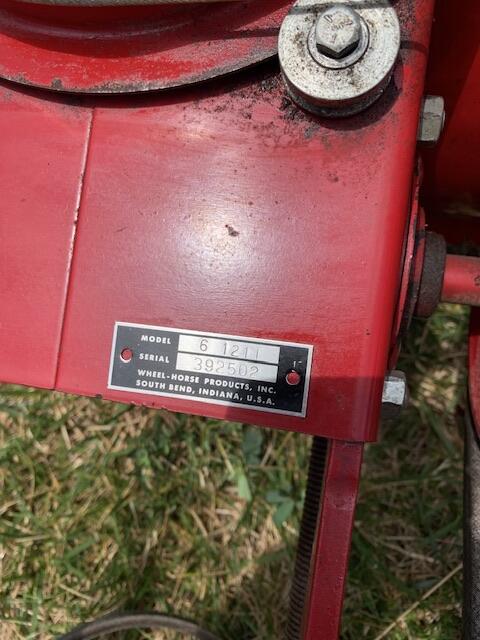 MODEL 6 1211
SERIAL 392502
WHEEL-HORSE PRODUCTS, INC.
SOUTH BEND, INDIANA, U.S.A.